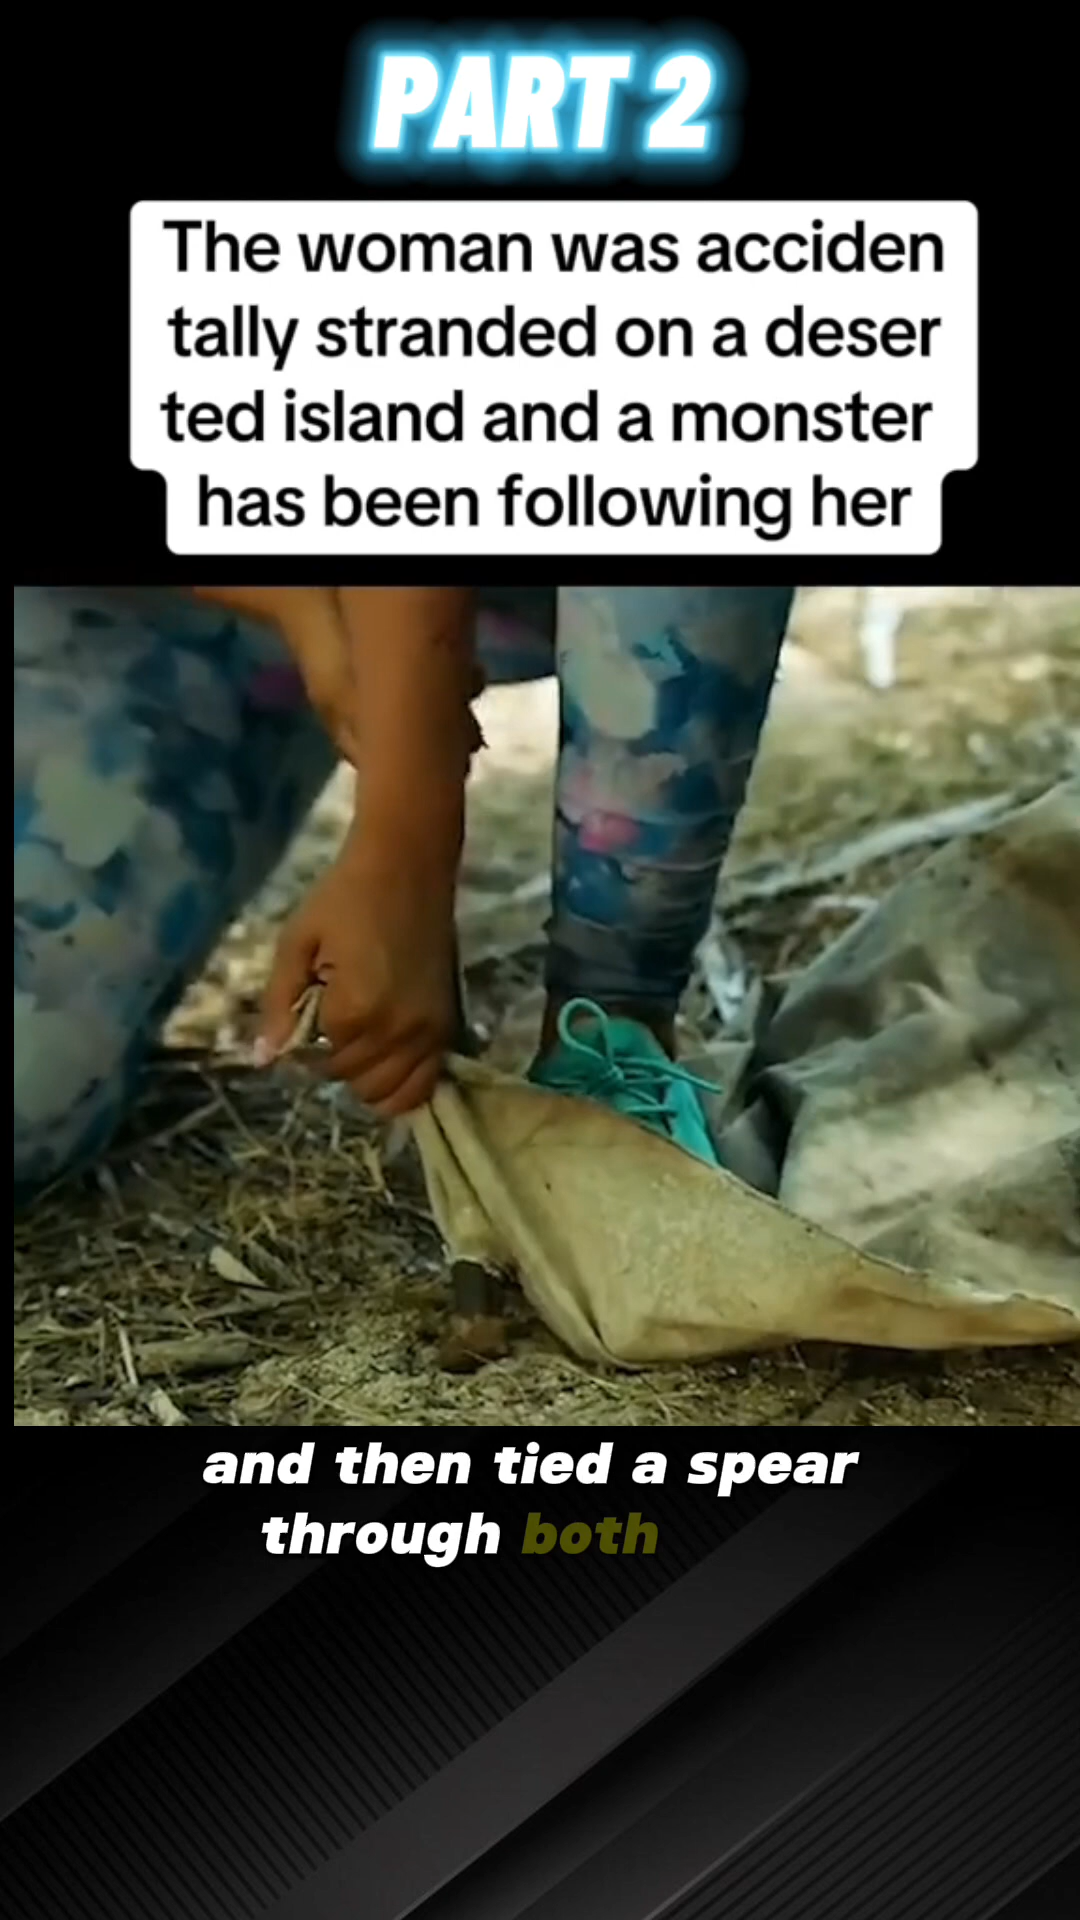 PART 2
The woman was acciden
tally stranded on a deser
ted island and a monster
has been following her
and then tied a spear
through both